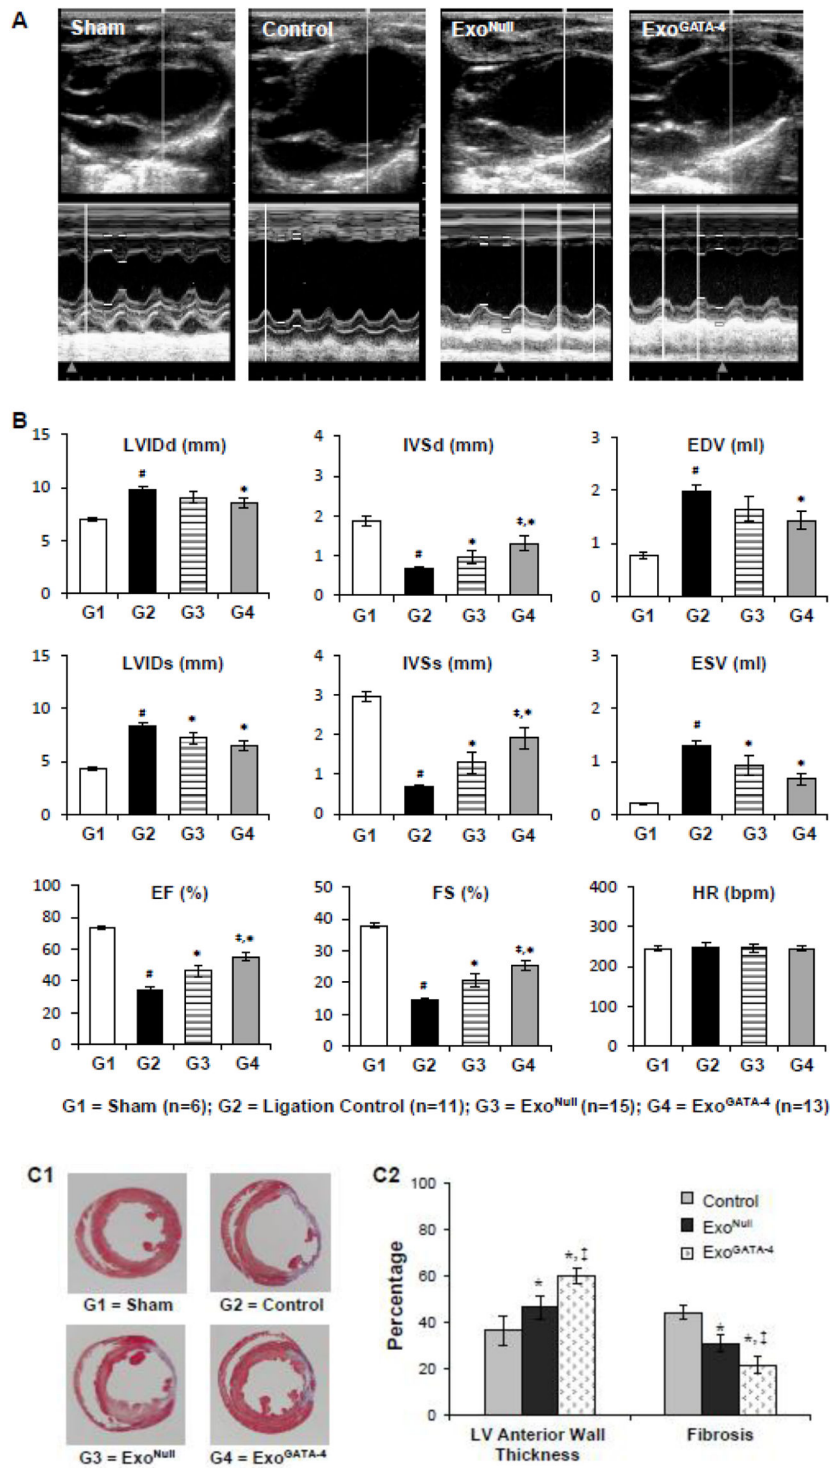 A
Sham Control Exo^Null Exo^GATA-4
B
LVIDd (mm) IVSd (mm) EDV (ml)
15 4 3
# # #
* * ‡,* *
10 3 2
5 2 1
0 1 0
0
G1 G2 G3 G4 G1 G2 G3 G4 G1 G2 G3 G4
LVIDs (mm) IVSs (mm) ESV (ml)
15 4 3
# * * # * ‡,* # * *
10 3 2
5 2 1
0 1 0
0
G1 G2 G3 G4 G1 G2 G3 G4 G1 G2 G3 G4
EF (%) FS (%) HR (bpm)
100 50 400
# * ‡,* # * ‡,*
80 40 300
60 30 200
40 20 100
20 10 0
0 0
G1 G2 G3 G4 G1 G2 G3 G4 G1 G2 G3 G4
G1 = Sham (n=6); G2 = Ligation Control (n=11); G3 = Exo^Null (n=15); G4 = Exo^GATA-4 (n=13)
C1
G1 = Sham G2 = Control
G3 = Exo^Null G4 = Exo^GATA-4
C2
Percentage
100
80
60
40
20
0
Control
Exo^Null
Exo^GATA-4
* *,‡ * *,‡
LV Anterior Wall Fibrosis
Thickness